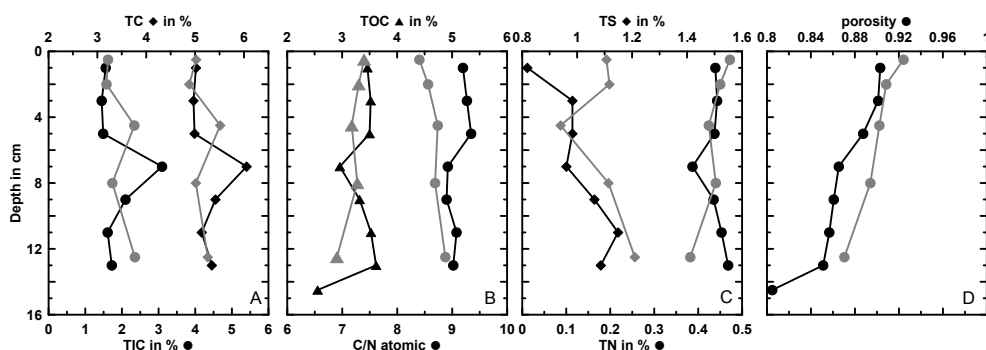 TC ◆ in %
TOC ▲ in %
TS ◆ in %
porosity ●
0 1 2 3 4 5 6
2 3 4 5 6
0.8 1 1.2 1.4 1.6
0.8 0.84 0.88 0.92 0.96 1
0
4
8
12
16
Depth in cm
A
B
C
D
0 1 2 3 4 5 6
6 7 8 9 10
0 0.1 0.2 0.3 0.4 0.5
TIC in % ●
C/N atomic ●
TN in % ●